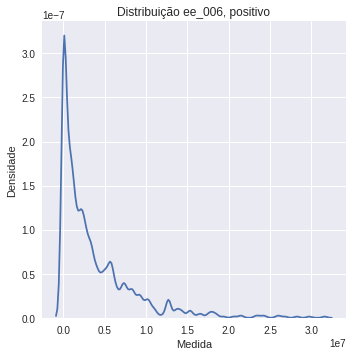 Distribuição ee_006, positivo
1e−7
3.0
2.5
2.0
1.5
1.0
0.5
0.0
Densidade
0.0 0.5 1.0 1.5 2.0 2.5 3.0
Medida
1e7